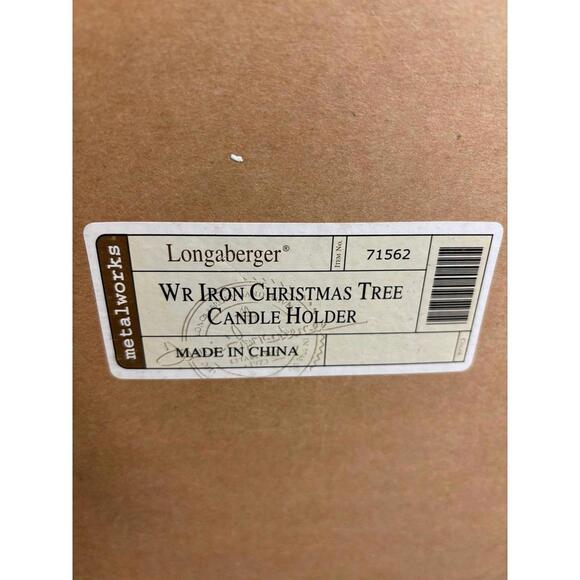 metalworks
Longaberger®
ITEM NO.
71562
WR IRON CHRISTMAS TREE
CANDLE HOLDER
MADE IN CHINA